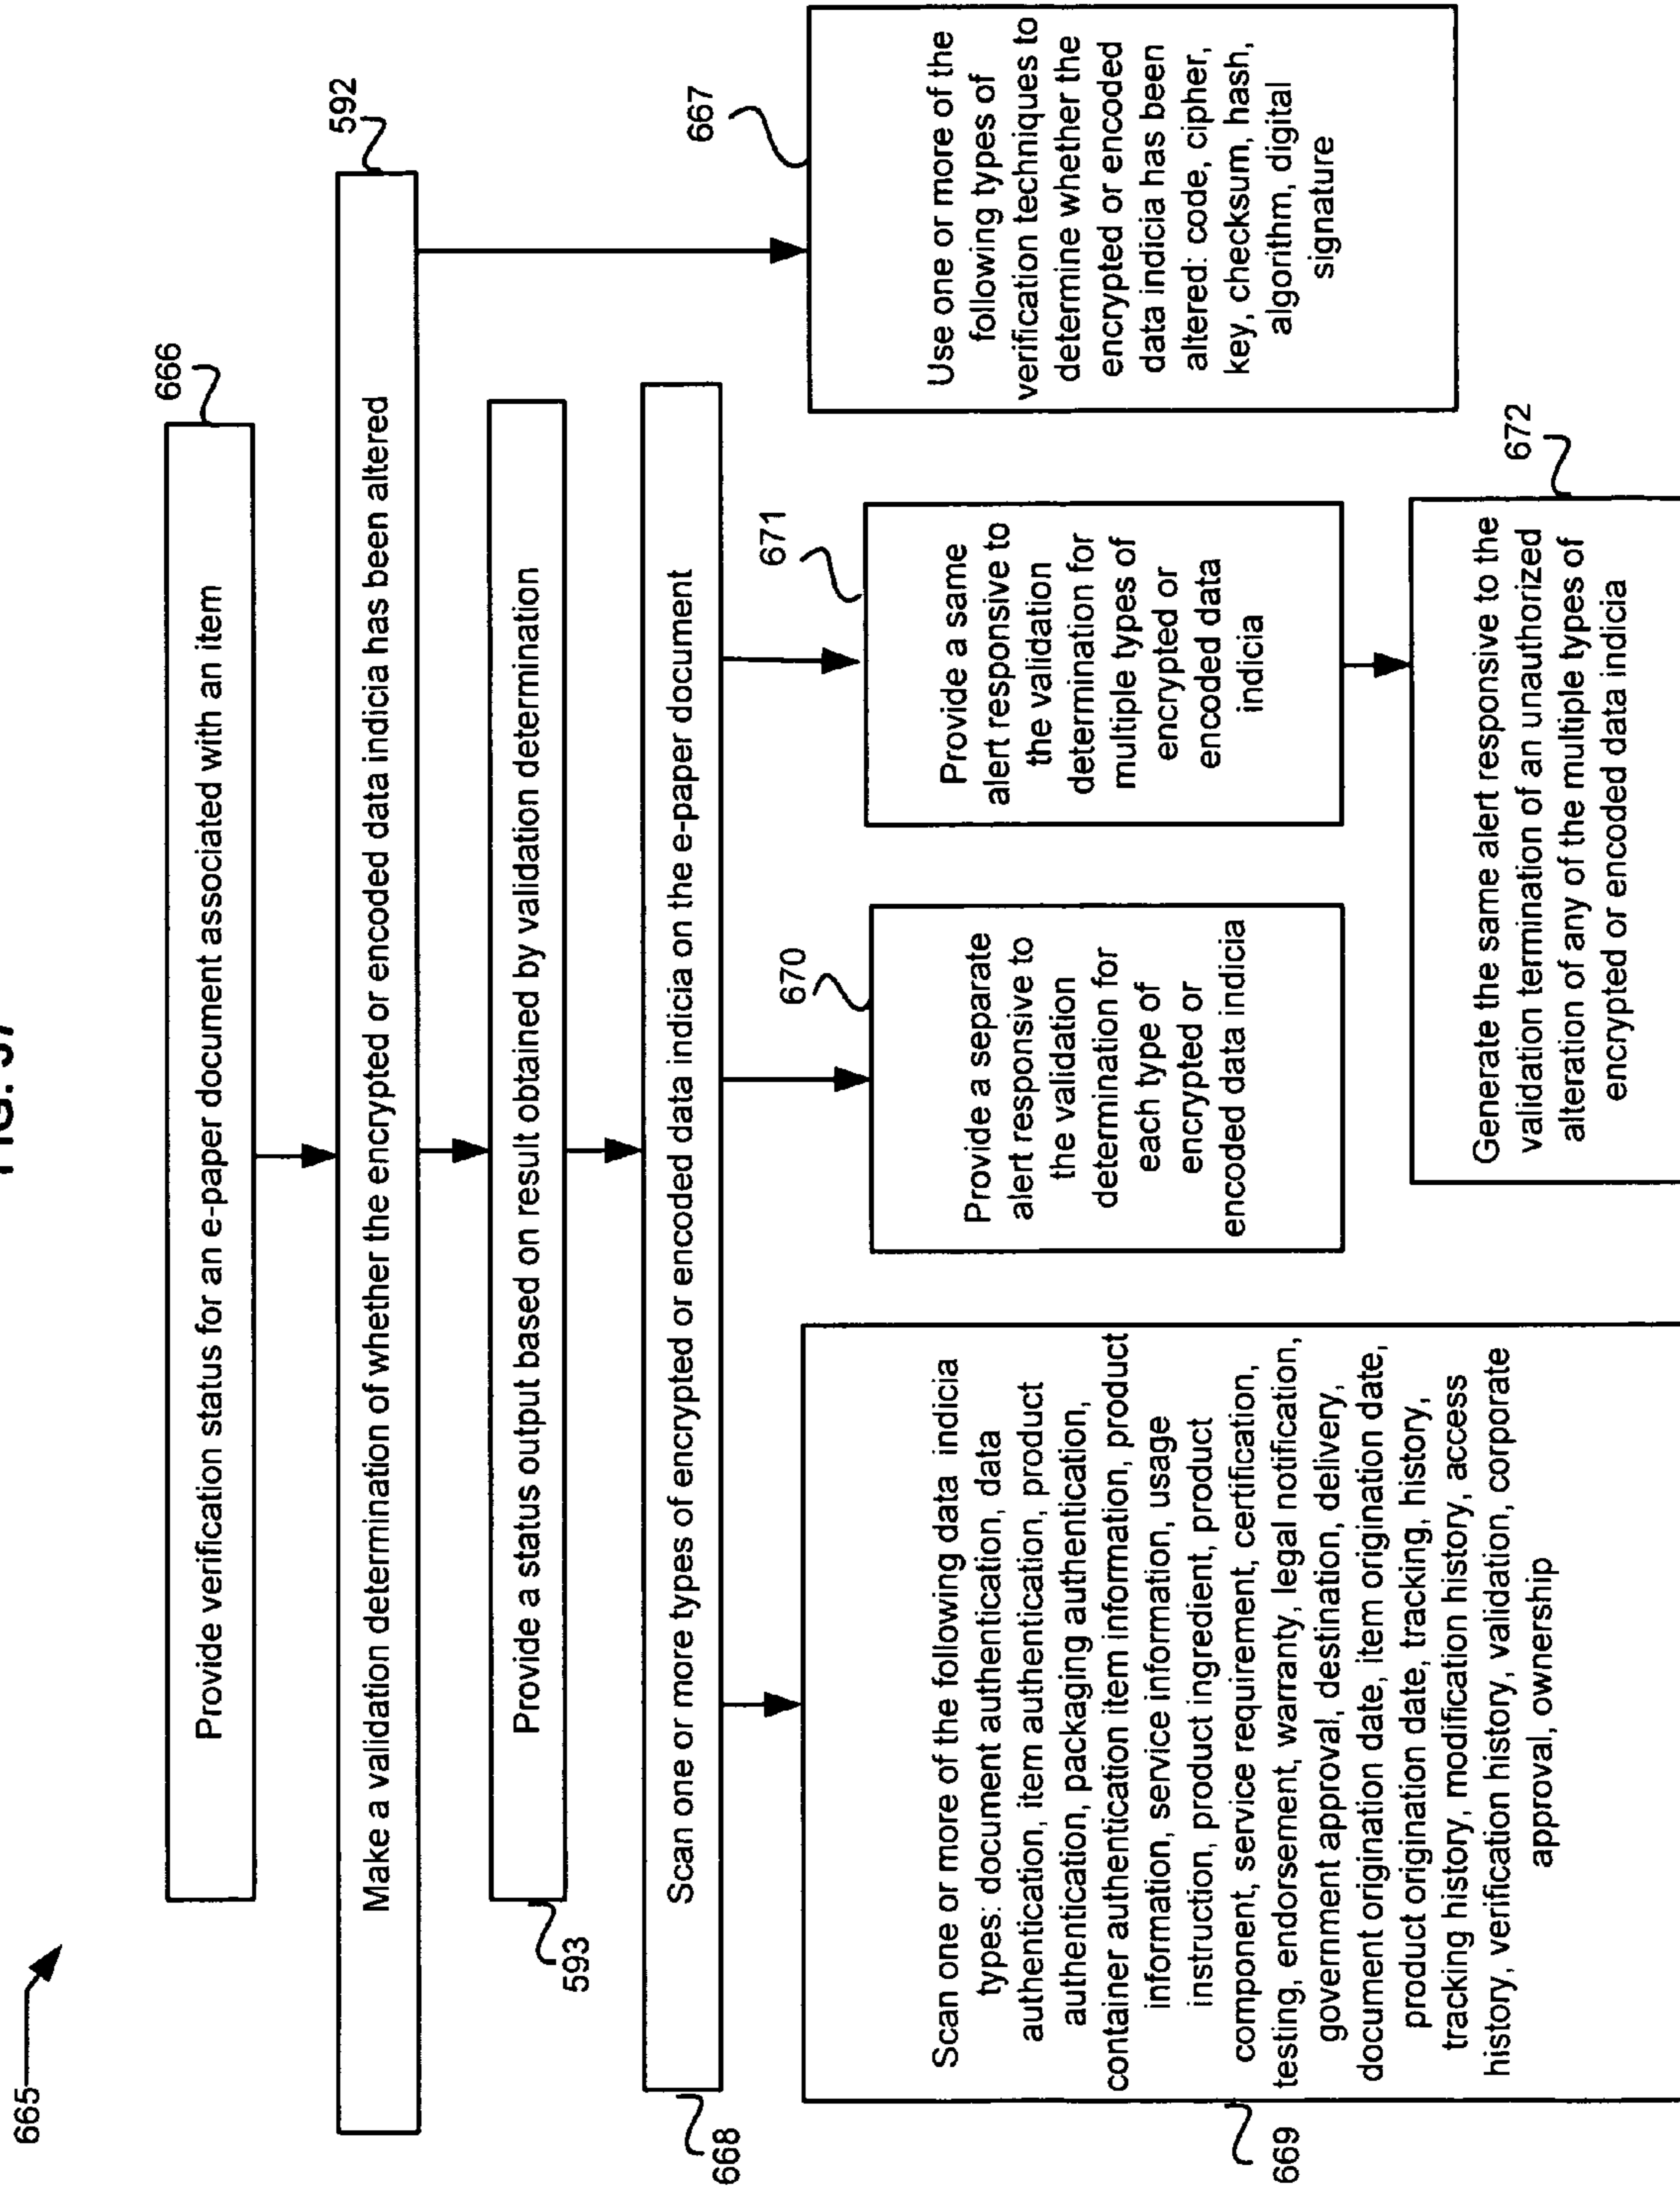 FIG.
665
666
Provide verification status for an e-paper document associated with an item
592
Make a validation determination of whether the encrypted or encoded data indicia has been altered
593
Provide a status output based on result obtained by validation determination
668
Scan one or more types of encrypted or encoded data indicia on the e-paper document
669
Scan one or more of the following data indicia
types: document authentication, data
authentication, item authentication, product
authentication, packaging authentication,
container authentication item information, product
information, service information, usage
instruction, product ingredient, product
component, service requirement, certification,
testing, endorsement, warranty, legal notification,
government approval, destination, delivery,
document origination date, item origination date,
product origination date, tracking, history,
tracking history, modification history, access
history, verification history, validation, corporate
approval, ownership
670
Provide a separate
alert responsive to
the validation
determination for
each type of
encrypted or
encoded data indicia
671
Provide a same
alert responsive to
the validation
determination for
multiple types of
encrypted or
encoded data
indicia
672
Generate the same alert responsive to the
validation termination of an unauthorized
alteration of any of the multiple types of
encrypted or encoded data indicia
667
Use one or more of the
following types of
verification techniques to
determine whether the
encrypted or encoded
data indicia has been
altered: code, cipher,
key, checksum, hash,
algorithm, digital
signature